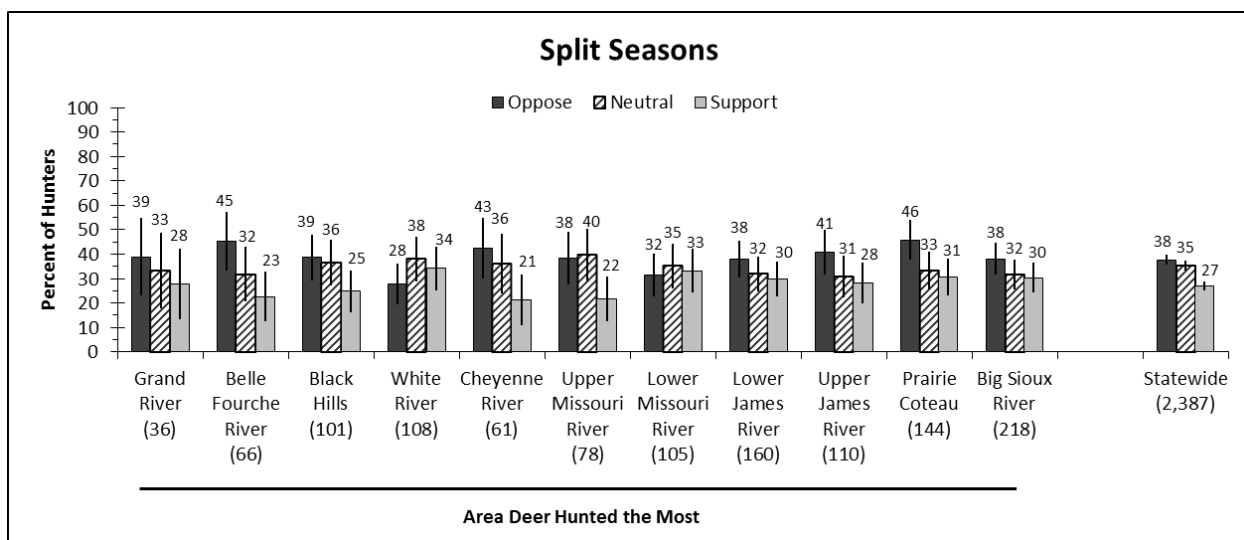 Split Seasons
Oppose Neutral Support
Percent of Hunters
100
90
80
70
60
50
40
30
20
10
0
39 33 28
45 32 23
39 36 25
28 38 34
43 36 21
38 40 22
32 35 33
38 32 30
41 31 28
46 33 31
38 32 30
38 35 27
Grand
River
(36)
Belle
Fourche
River
(66)
Black
Hills
(101)
White
River
(108)
Cheyenne
River
(61)
Upper
Missouri
River
(78)
Lower
Missouri
River
(105)
Lower
James
River
(160)
Upper
James
River
(110)
Prairie
Coteau
(144)
Big Sioux
River
(218)
Statewide
(2,387)
Area Deer Hunted the Most